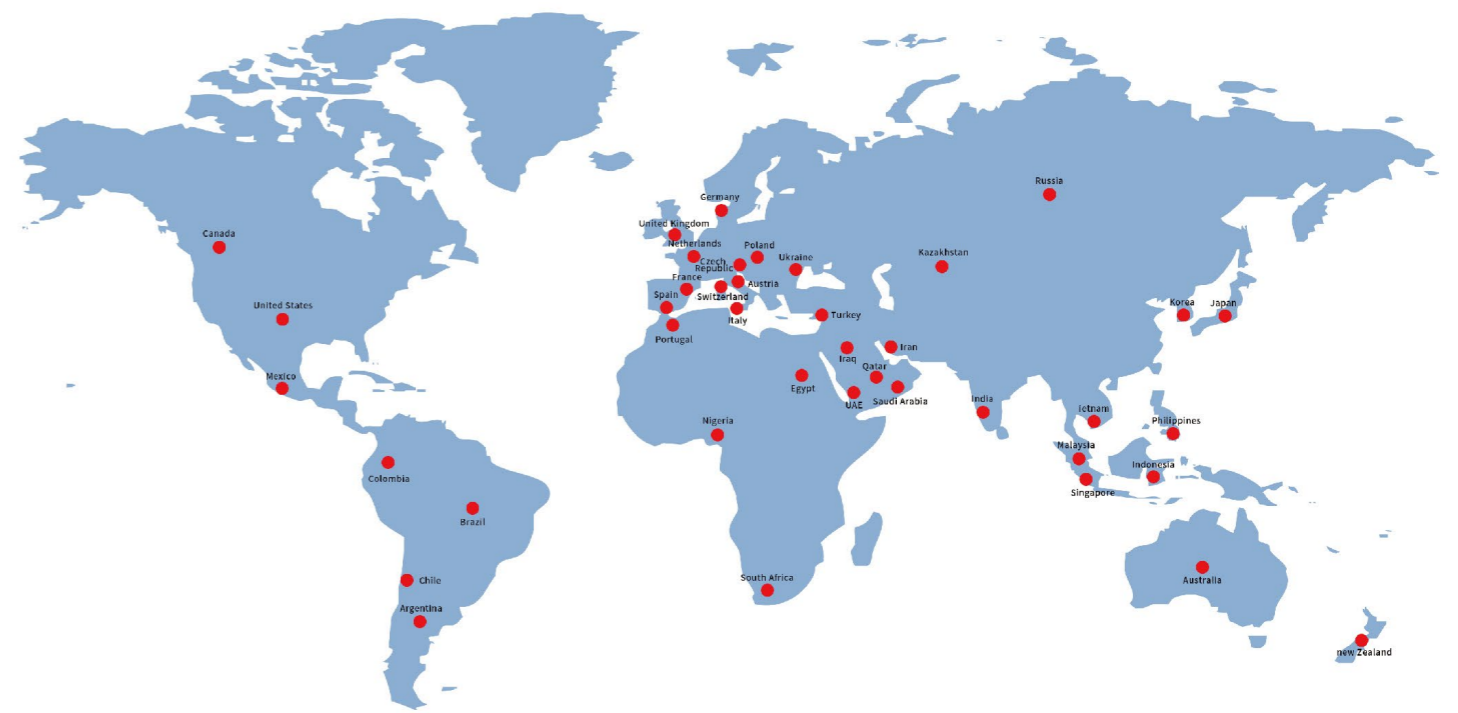 Russia
Germany
United Kingdom
Canada
Netherlands
Poland
Czech
Republic
Ukraine
Kazakhstan
France
Austria
Spain
Switzerland
United States
Korea
Japan
Italy
Turkey
Portugal
Iraq
Iran
Qatar
Mexico
Egypt
UAE
Saudi Arabia
India
ietnam
Nigeria
Philippines
Malaysia
Colombia
Indonesia
Singapore
Brazil
South Africa
Chile
Australia
Argentina
new Zealand